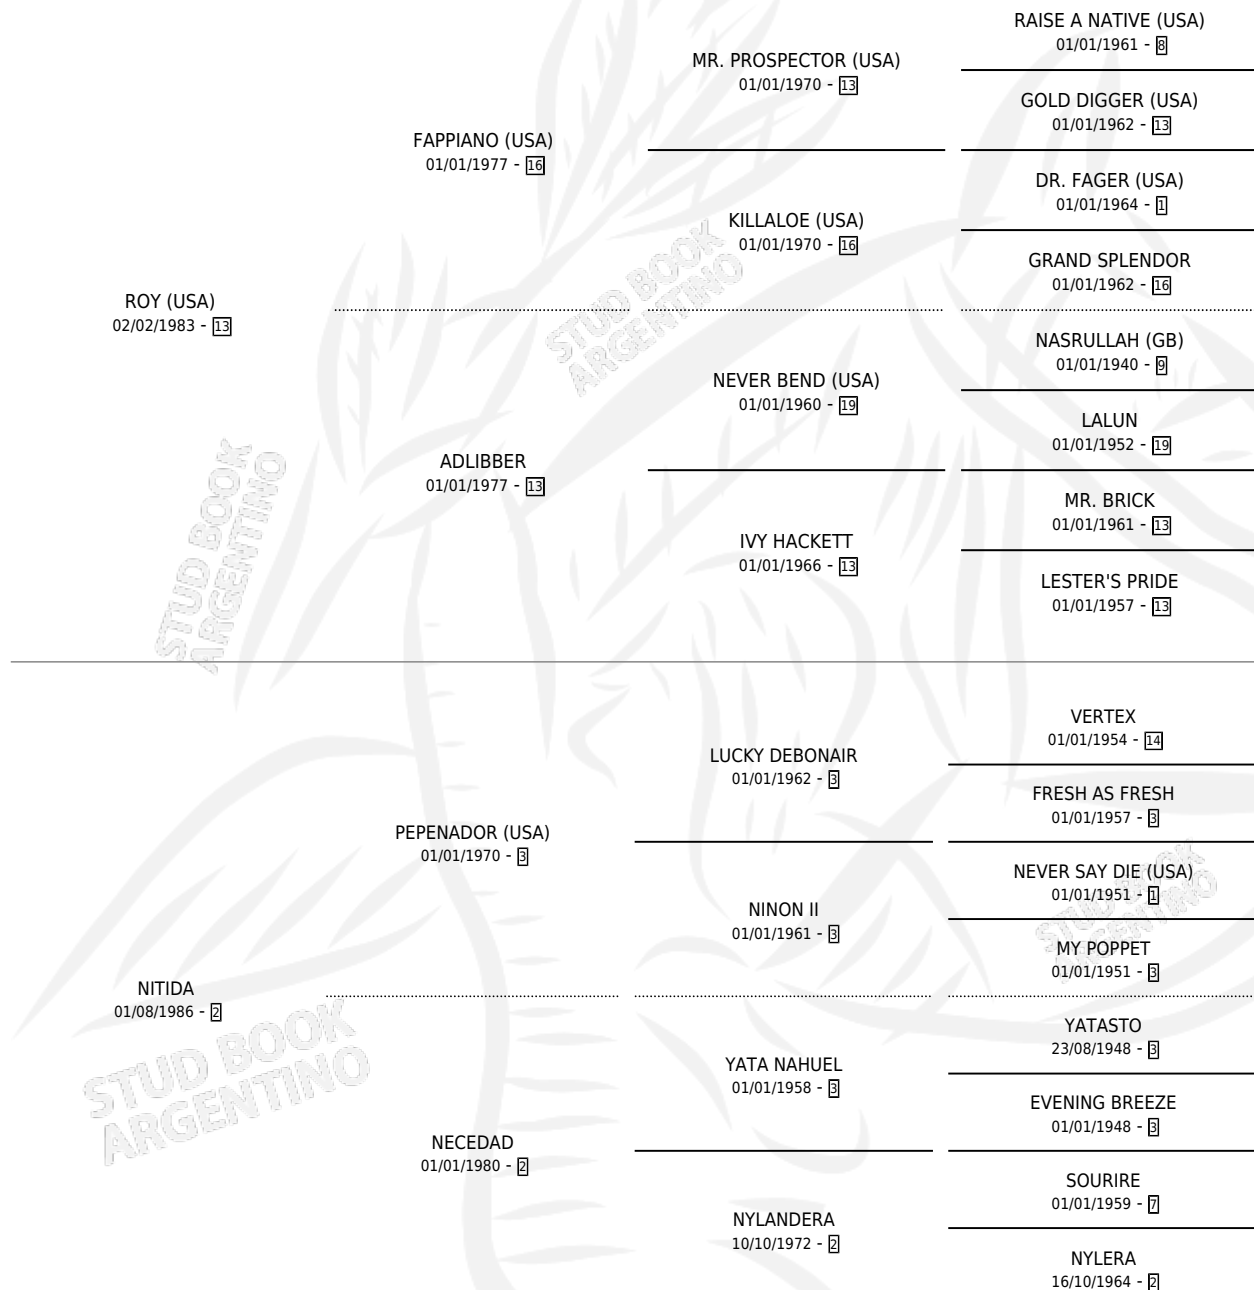 RAISE A NATIVE (USA)
01/01/1961 - 8
MR. PROSPECTOR (USA)
01/01/1970 - 13
GOLD DIGGER (USA)
01/01/1962 - 13
FAPPIANO (USA)
01/01/1977 - 16
DR. FAGER (USA)
01/01/1964 - 1
KILLALOE (USA)
01/01/1970 - 16
GRAND SPLENDOR
01/01/1962 - 16
ROY (USA)
02/02/1983 - 13
NASRULLAH (GB)
01/01/1940 - 9
NEVER BEND (USA)
01/01/1960 - 19
LALUN
01/01/1952 - 19
ADLIBBER
01/01/1977 - 13
MR. BRICK
01/01/1961 - 13
IVY HACKETT
01/01/1966 - 13
LESTER'S PRIDE
01/01/1957 - 13
VERTEX
01/01/1954 - 14
LUCKY DEBONAIR
01/01/1962 - 3
FRESH AS FRESH
01/01/1957 - 3
PEPENADOR (USA)
01/01/1970 - 3
NEVER SAY DIE (USA)
01/01/1951 - 1
NINON II
01/01/1961 - 3
MY POPPET
01/01/1951 - 3
NITIDA
01/08/1986 - 2
YATASTO
23/08/1948 - 3
YATA NAHUEL
01/01/1958 - 3
EVENING BREEZE
01/01/1948 - 3
NECEDAD
01/01/1980 - 2
SOURIRE
01/01/1959 - 7
NYLANDERA
10/10/1972 - 2
NYLERA
16/10/1964 - 2
STUD BOOK
ARGENTINO
STUD BOOK
ARGENTINO
STUD BOOK
ARGENTINO
STUD BOOK
ARGENTINO